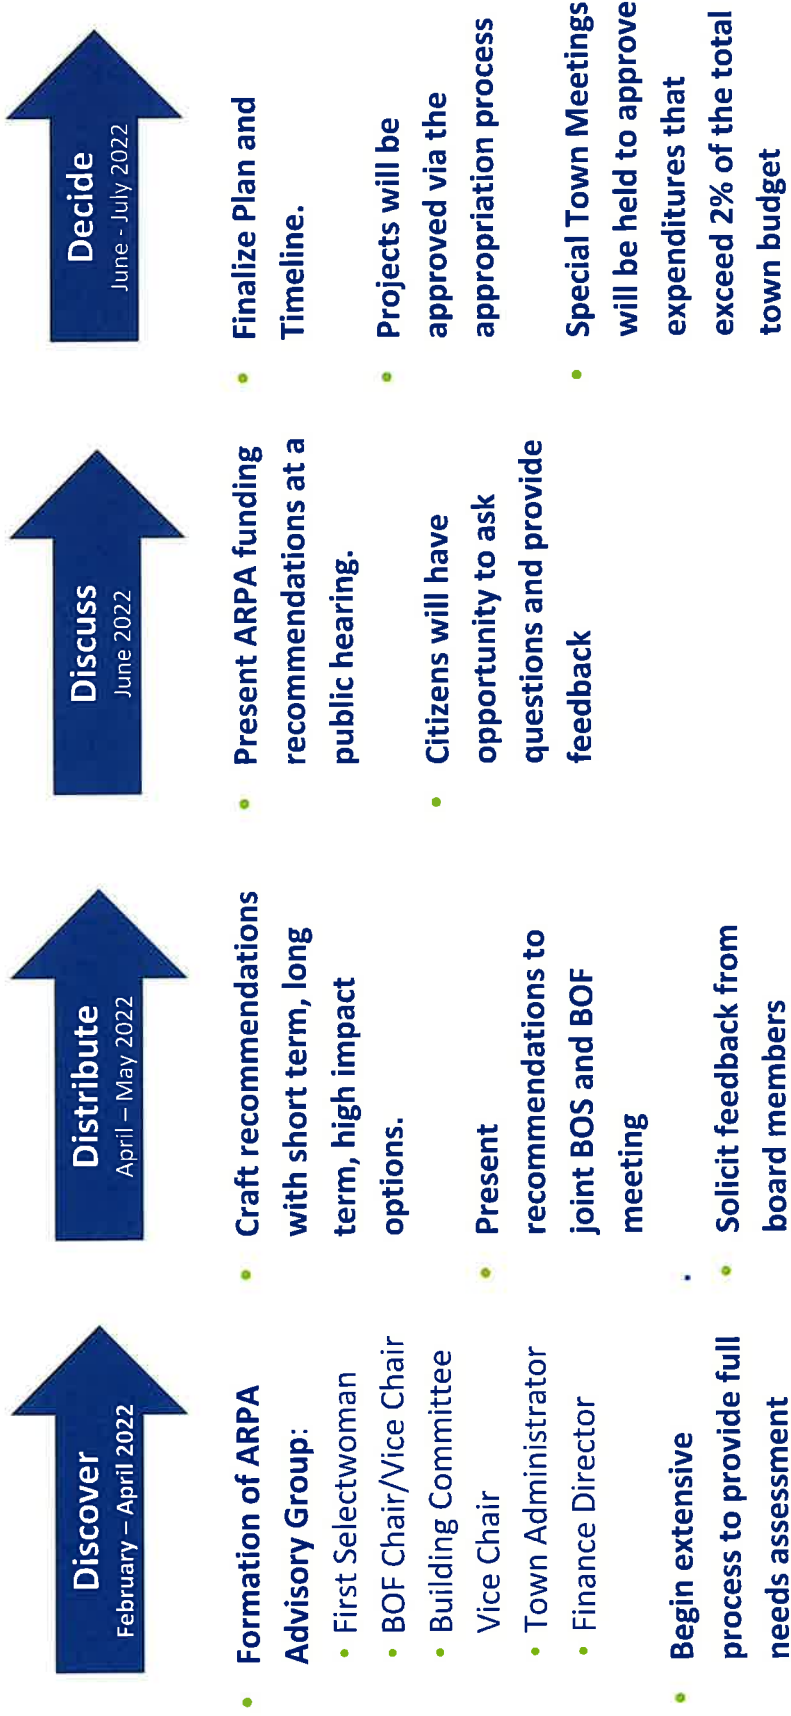 Discover
February – April 2022
• Formation of ARPA
Advisory Group:
• First Selectwoman
• BOF Chair/Vice Chair
• Building Committee
Vice Chair
• Town Administrator
• Finance Director
• Begin extensive
process to provide full
needs assessment
Distribute
April – May 2022
• Craft recommendations
with short term, long
term, high impact
options.
• Present
recommendations to
joint BOS and BOF
meeting
•
• Solicit feedback from
board members
Discuss
June 2022
• Present ARPA funding
recommendations at a
public hearing.
• Citizens will have
opportunity to ask
questions and provide
feedback
Decide
June - July 2022
• Finalize Plan and
Timeline.
• Projects will be
approved via the
appropriation process
• Special Town Meetings
will be held to approve
expenditures that
exceed 2% of the total
town budget